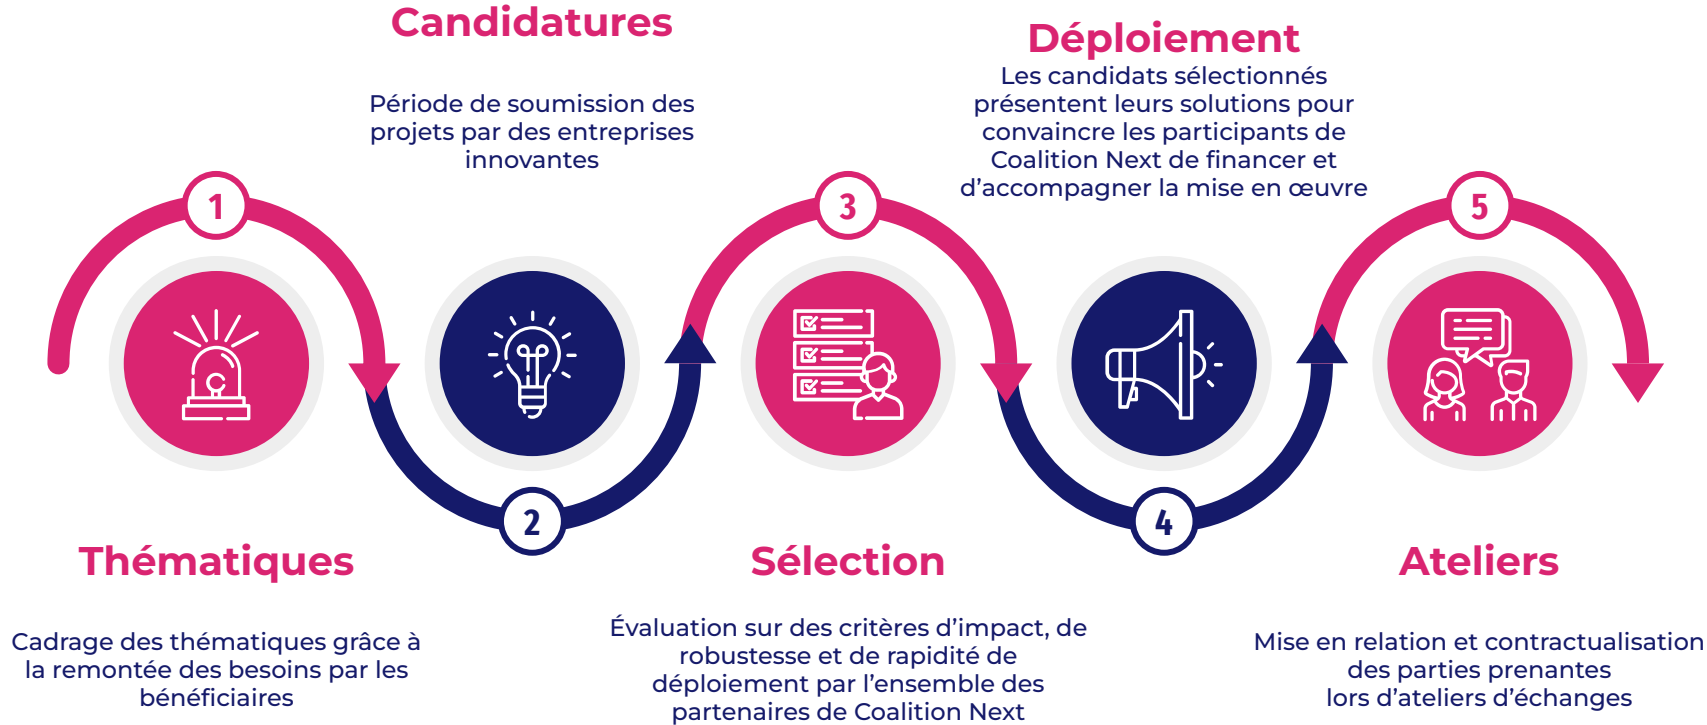 1
Thématiques
Cadrage des thématiques grâce à
la remontée des besoins par les
bénéficiaires
Candidatures
Période de soumission des
projets par des entreprises
innovantes
2
3
Sélection
Évaluation sur des critères d’impact, de
robustesse et de rapidité de
déploiement par l’ensemble des
partenaires de Coalition Next
Déploiement
Les candidats sélectionnés
présentent leurs solutions pour
convaincre les participants de
Coalition Next de financer et
d’accompagner la mise en œuvre
4
5
Ateliers
Mise en relation et contractualisation
des parties prenantes
lors d’ateliers d’échanges